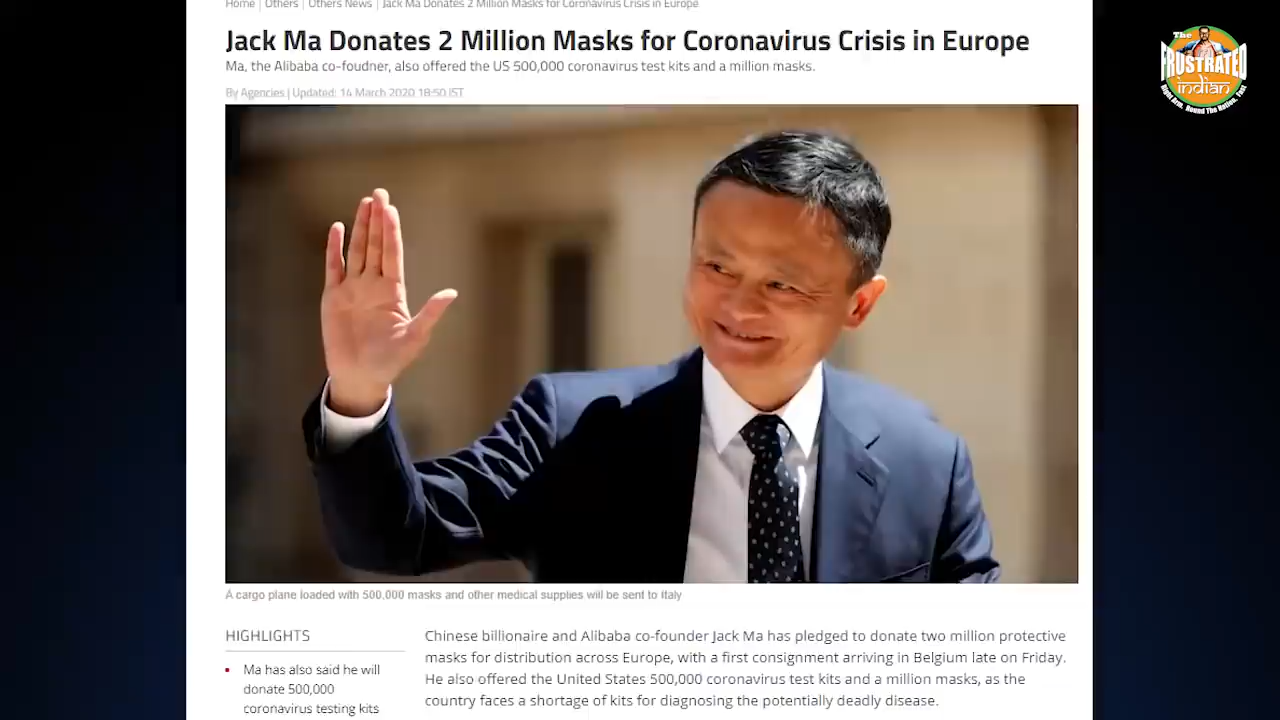 Home | Others | Others News | Jack Ma Donates 2 Million Masks for Coronavirus Crisis in Europe
Jack Ma Donates 2 Million Masks for Coronavirus Crisis in Europe
Ma, the Alibaba co-foudner, also offered the US 500,000 coronavirus test kits and a million masks.
By Agencies | Updated: 14 March 2020 18:50 IST
The
FRUSTRATED
indian
Right Arm. Round The Nation. Fast
A cargo plane loaded with 500,000 masks and other medical supplies will be sent to Italy
HIGHLIGHTS
Ma has also said he will
donate 500,000
coronavirus testing kits
Chinese billionaire and Alibaba co-founder Jack Ma has pledged to donate two million protective
masks for distribution across Europe, with a first consignment arriving in Belgium late on Friday.
He also offered the United States 500,000 coronavirus test kits and a million masks, as the
country faces a shortage of kits for diagnosing the potentially deadly disease.